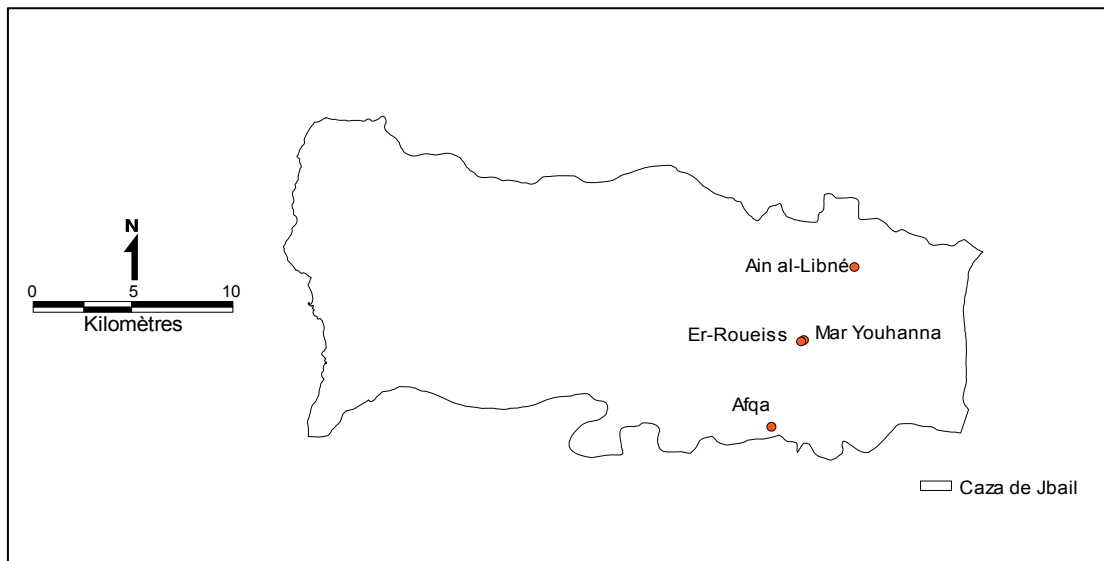 N
0 5 10
Kilomètres
Ain al-Libné
Er-Roueiss Mar Youhanna
Afqa
Caza de Jbail